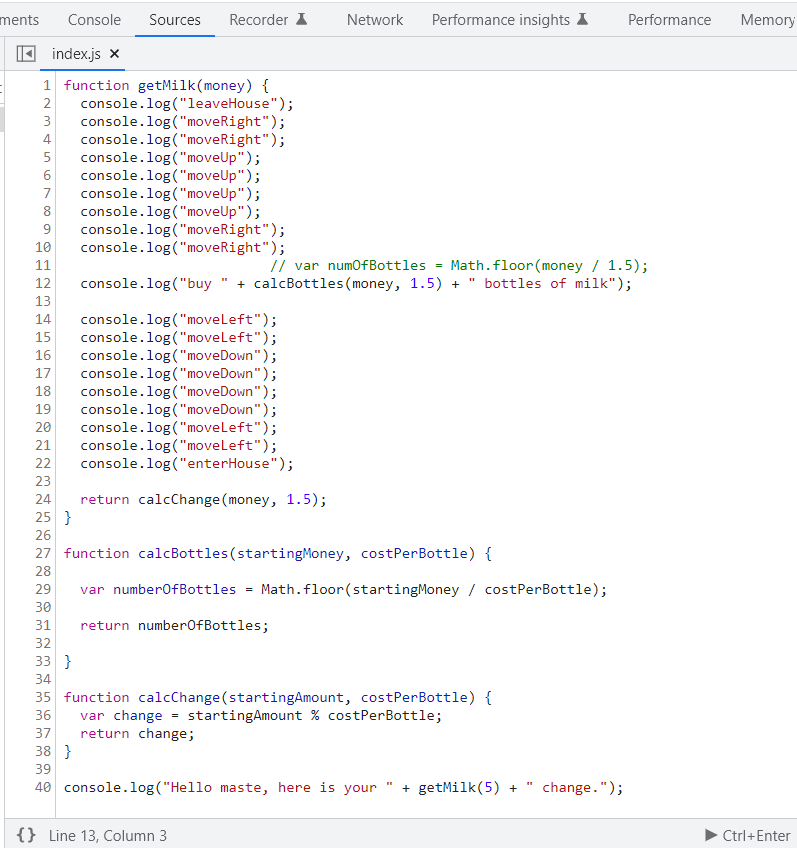 ments Console Sources Recorder Network Performance insights Performance Memory
index.js ×
1 function getMilk(money) {
2   console.log("leaveHouse");
3   console.log("moveRight");
4   console.log("moveRight");
5   console.log("moveUp");
6   console.log("moveUp");
7   console.log("moveUp");
8   console.log("moveUp");
9   console.log("moveRight");
10   console.log("moveRight");
11                         // var numOfBottles = Math.floor(money / 1.5);
12   console.log("buy " + calcBottles(money, 1.5) + " bottles of milk");
13
14   console.log("moveLeft");
15   console.log("moveLeft");
16   console.log("moveDown");
17   console.log("moveDown");
18   console.log("moveDown");
19   console.log("moveDown");
20   console.log("moveLeft");
21   console.log("moveLeft");
22   console.log("enterHouse");
23
24   return calcChange(money, 1.5);
25 }
26
27 function calcBottles(startingMoney, costPerBottle) {
28
29   var numberOfBottles = Math.floor(startingMoney / costPerBottle);
30
31   return numberOfBottles;
32
33 }
34
35 function calcChange(startingAmount, costPerBottle) {
36   var change = startingAmount % costPerBottle;
37   return change;
38 }
39
40 console.log("Hello maste, here is your " + getMilk(5) + " change.");
{} Line 13, Column 3 ▶ Ctrl+Enter